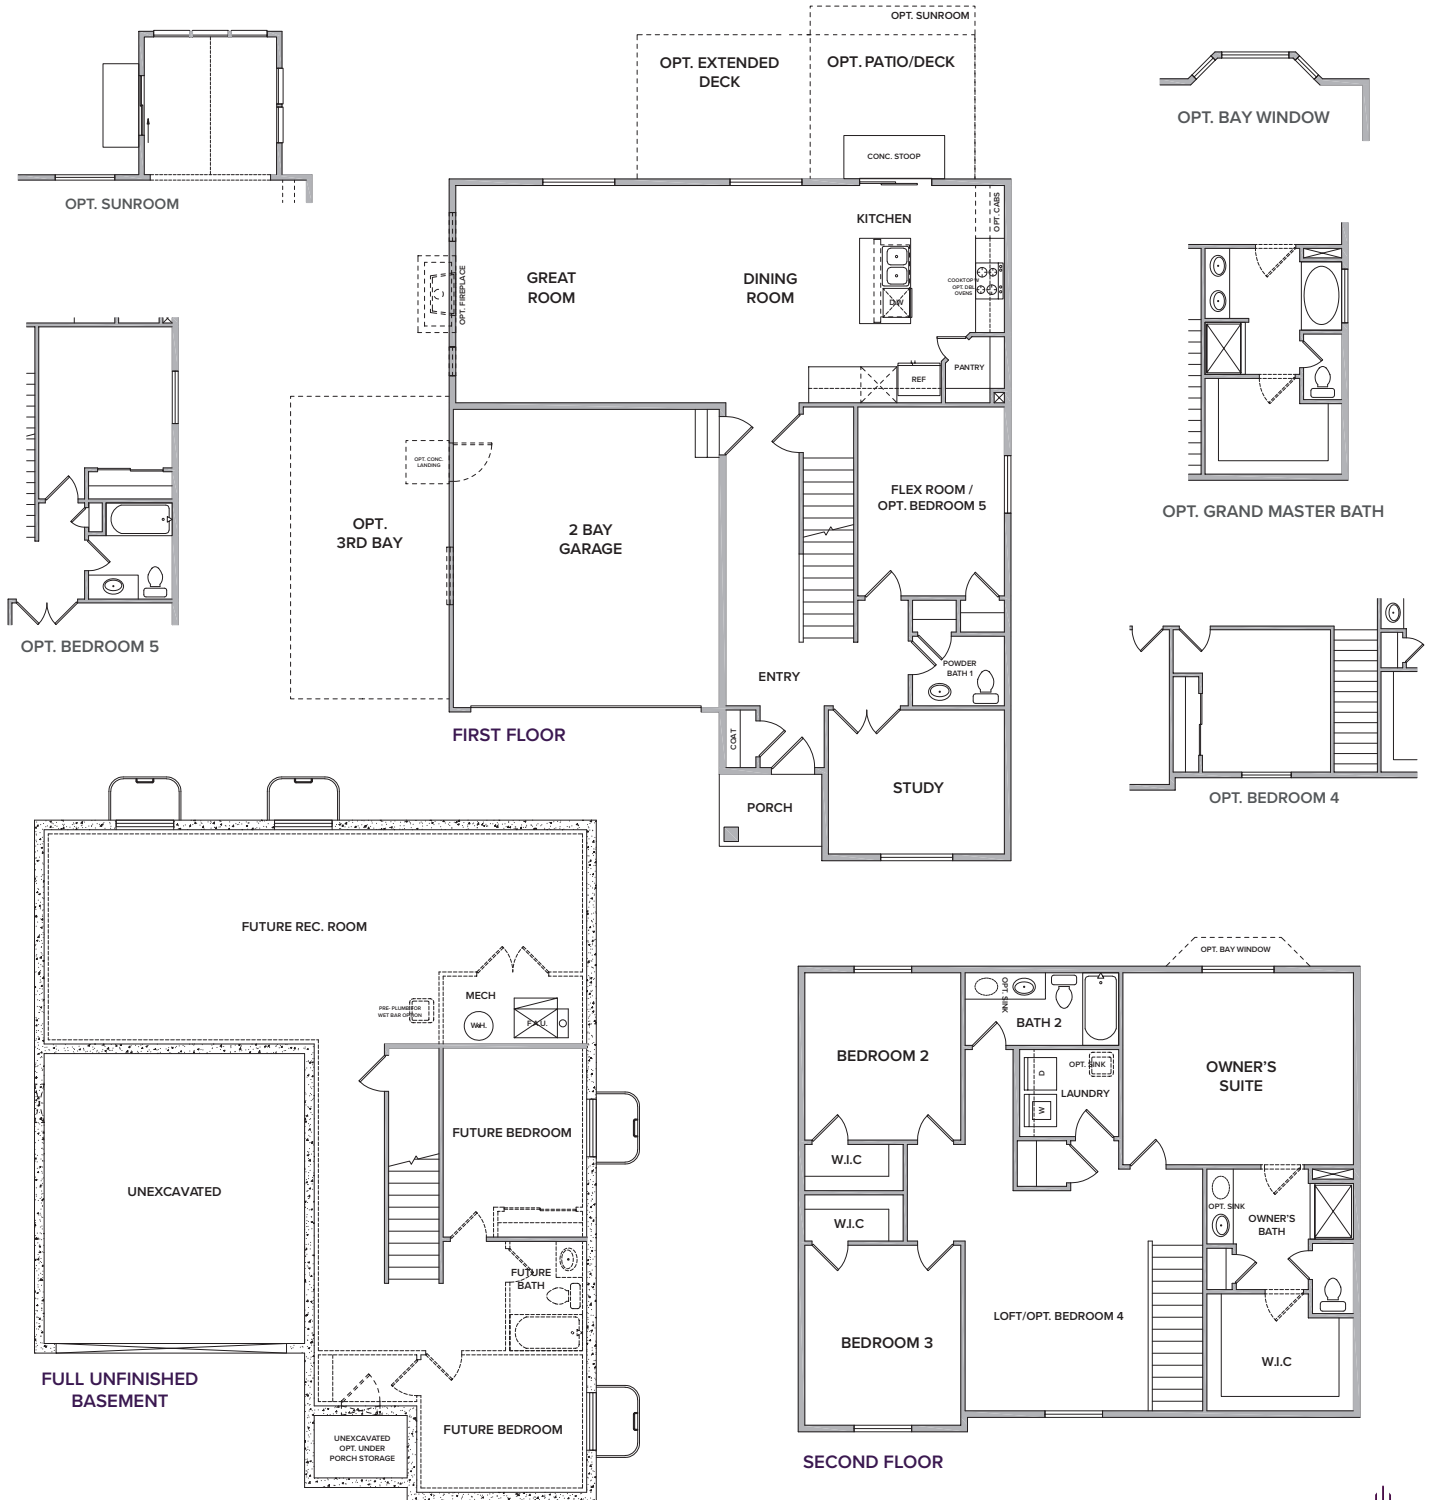 OPT. SUNROOM
OPT. EXTENDED
DECK
OPT. PATIO/DECK
CONC. STOOP
OPT. BAY WINDOW
OPT. SUNROOM
KITCHEN
OPT. CABS
GREAT
ROOM
DINING
ROOM
COOKTOP W
OPT. DBL
OVENS
D/W
OPT. FIREPLACE
PANTRY
REF
OPT. CONC.
LANDING
FLEX ROOM /
OPT. BEDROOM 5
OPT.
3RD BAY
2 BAY
GARAGE
OPT. GRAND MASTER BATH
OPT. BEDROOM 5
POWDER
BATH 1
ENTRY
FIRST FLOOR
COAT
STUDY
PORCH
OPT. BEDROOM 4
FUTURE REC. ROOM
MECH
PRE- PLUMB FOR
WET BAR OPTION
W.H.
F.A.U.
FUTURE BEDROOM
UNEXCAVATED
FUTURE
BATH
FULL UNFINISHED
BASEMENT
FUTURE BEDROOM
UNEXCAVATED
OPT. UNDER
PORCH STORAGE
OPT. BAY WINDOW
OPT. SINK
BATH 2
BEDROOM 2
OPT. SINK
D
LAUNDRY
W
OWNER'S
SUITE
W.I.C
W.I.C
OPT. SINK
OWNER'S
BATH
LOFT/OPT. BEDROOM 4
BEDROOM 3
W.I.C
SECOND FLOOR